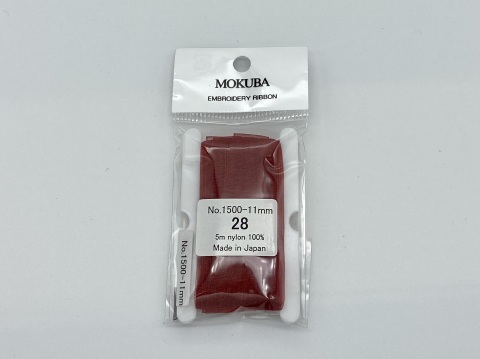 MOKUBA
EMBROIDERY RIBBON
No.1500-11mm
28
5m nylon 100%
Made in Japan
No.1500-11mm